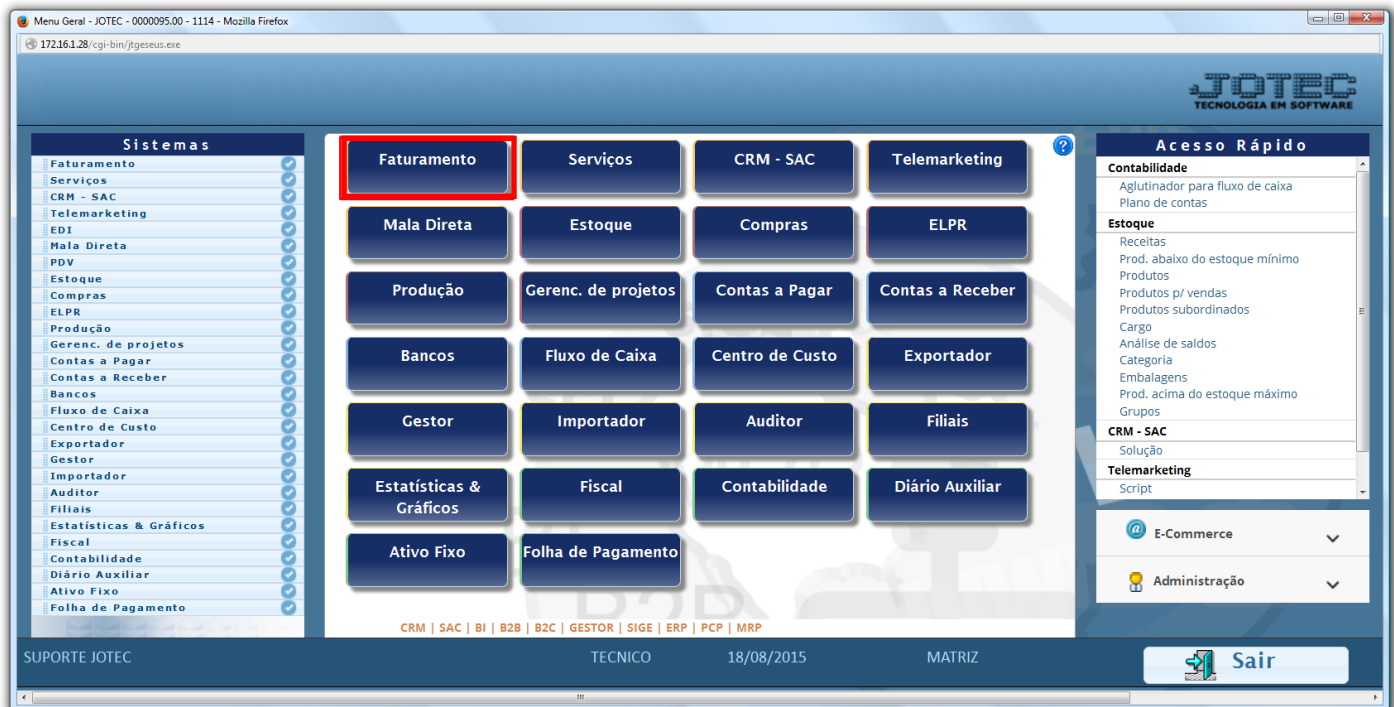 Menu Geral - JOTEC - 0000095.00 - 1114 - Mozilla Firefox
172.16.1.28/cgi-bin/jtgeseus.exe
JOTEC
TECNOLOGIA EM SOFTWARE
Sistemas
Faturamento
Serviços
CRM - SAC
Telemarketing
EDI
Mala Direta
PDV
Estoque
Compras
ELPR
Produção
Gerenc. de projetos
Contas a Pagar
Contas a Receber
Bancos
Fluxo de Caixa
Centro de Custo
Exportador
Gestor
Importador
Auditor
Filiais
Estatísticas & Gráficos
Fiscal
Contabilidade
Diário Auxiliar
Ativo Fixo
Folha de Pagamento
Faturamento
Serviços
CRM - SAC
Telemarketing
Mala Direta
Estoque
Compras
ELPR
Produção
Gerenc. de projetos
Contas a Pagar
Contas a Receber
Bancos
Fluxo de Caixa
Centro de Custo
Exportador
Gestor
Importador
Auditor
Filiais
Estatísticas &
Gráficos
Fiscal
Contabilidade
Diário Auxiliar
Ativo Fixo
Folha de Pagamento
B2B
CRM | SAC | BI | B2B | B2C | GESTOR | SIGE | ERP | PCP | MRP
Acesso Rápido
Contabilidade
Aglutinador para fluxo de caixa
Plano de contas
Estoque
Receitas
Prod. abaixo do estoque mínimo
Produtos
Produtos p/ vendas
Produtos subordinados
Cargo
Análise de saldos
Categoria
Embalagens
Prod. acima do estoque máximo
Grupos
CRM - SAC
Solução
Telemarketing
Script
E-Commerce
Administração
SUPORTE JOTEC
TECNICO
18/08/2015
MATRIZ
Sair